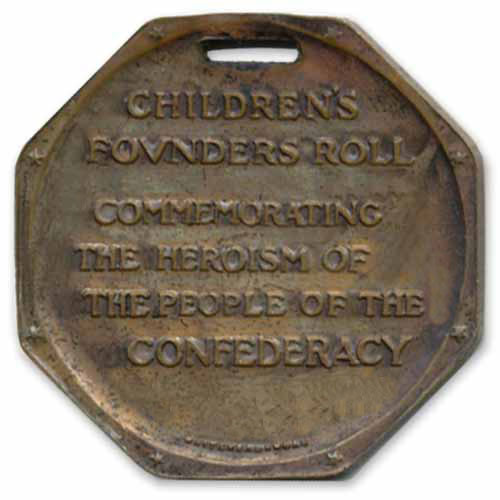 CHILDREN'S
FOVNDERS ROLL
COMMEMORATING
THE HEROISM OF
THE PEOPLE OF THE
CONFEDERACY